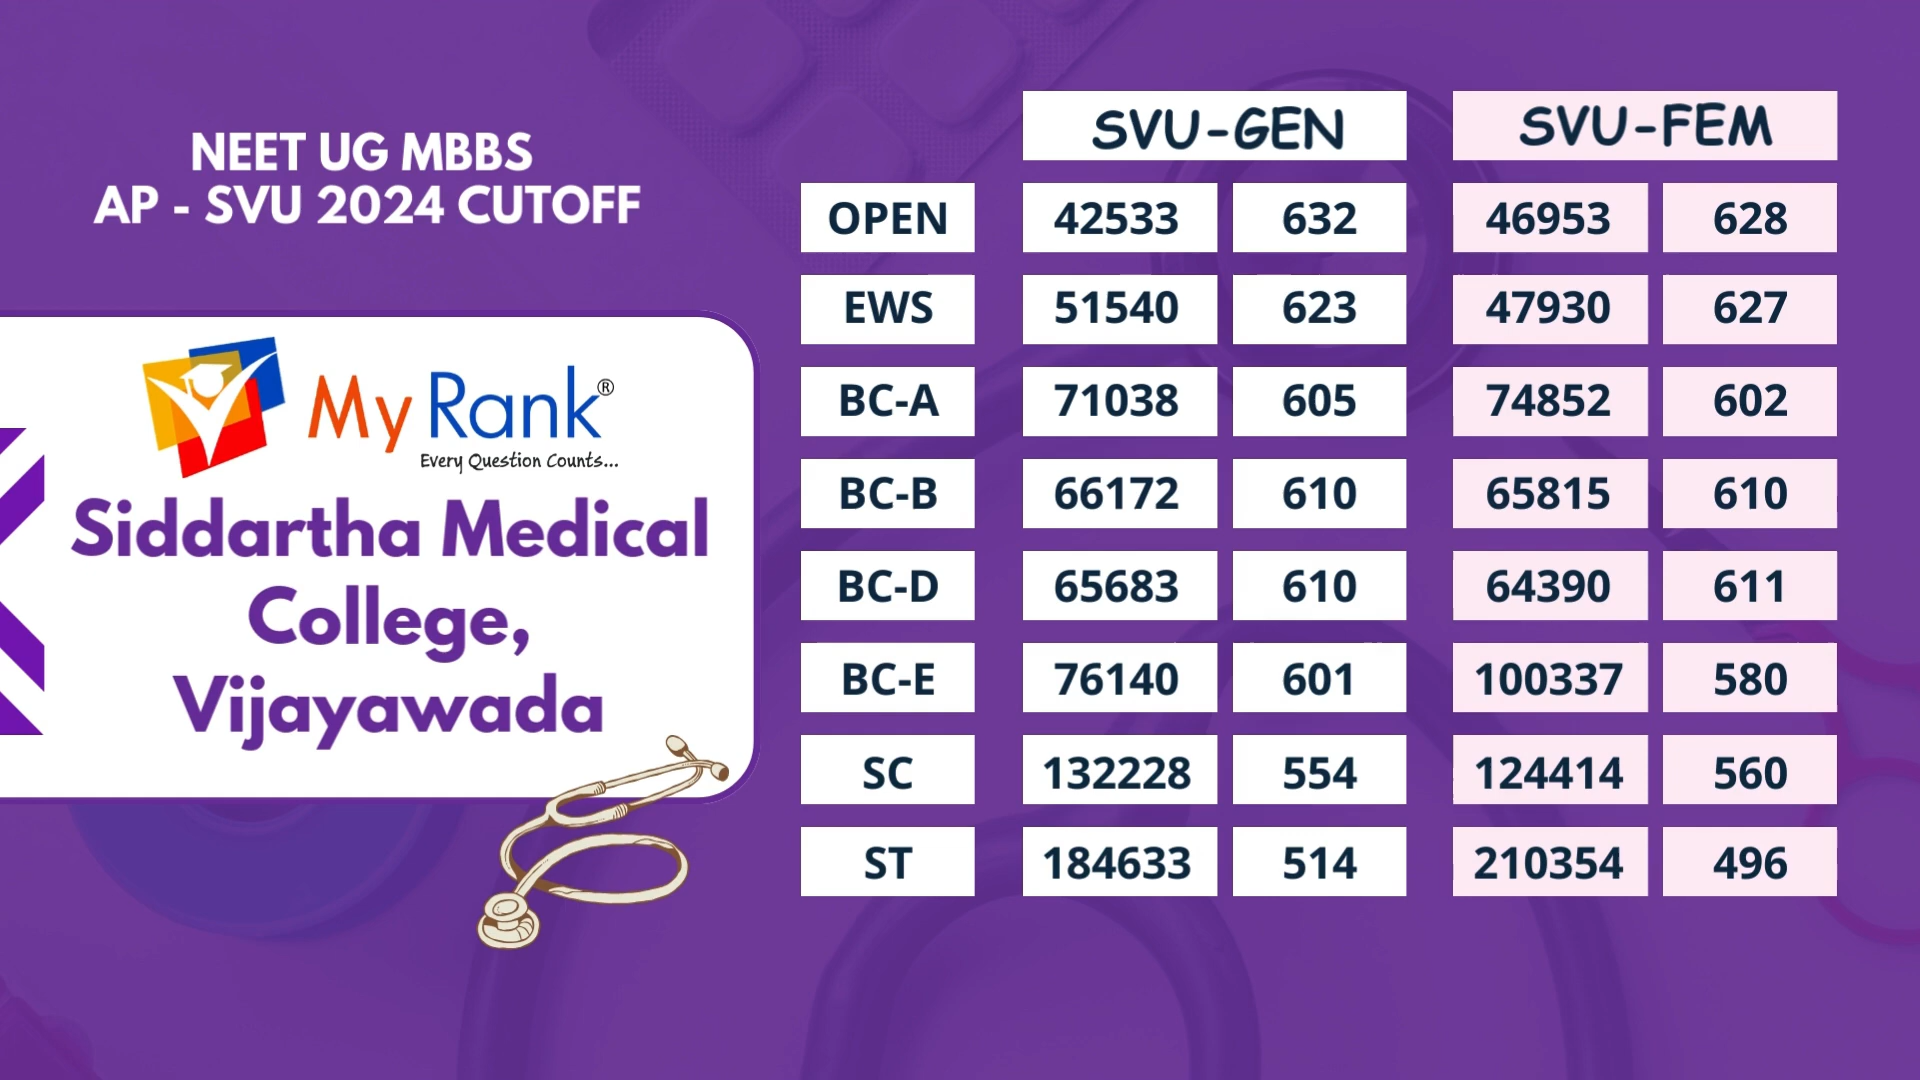 NEET UG MBBS
AP - SVU 2024 CUTOFF
My Rank®
Every Question Counts...
Siddartha Medical
College,
Vijayawada
SVU-GEN SVU-FEM
OPEN 42533 632 46953 628
EWS 51540 623 47930 627
BC-A 71038 605 74852 602
BC-B 66172 610 65815 610
BC-D 65683 610 64390 611
BC-E 76140 601 100337 580
SC 132228 554 124414 560
ST 184633 514 210354 496